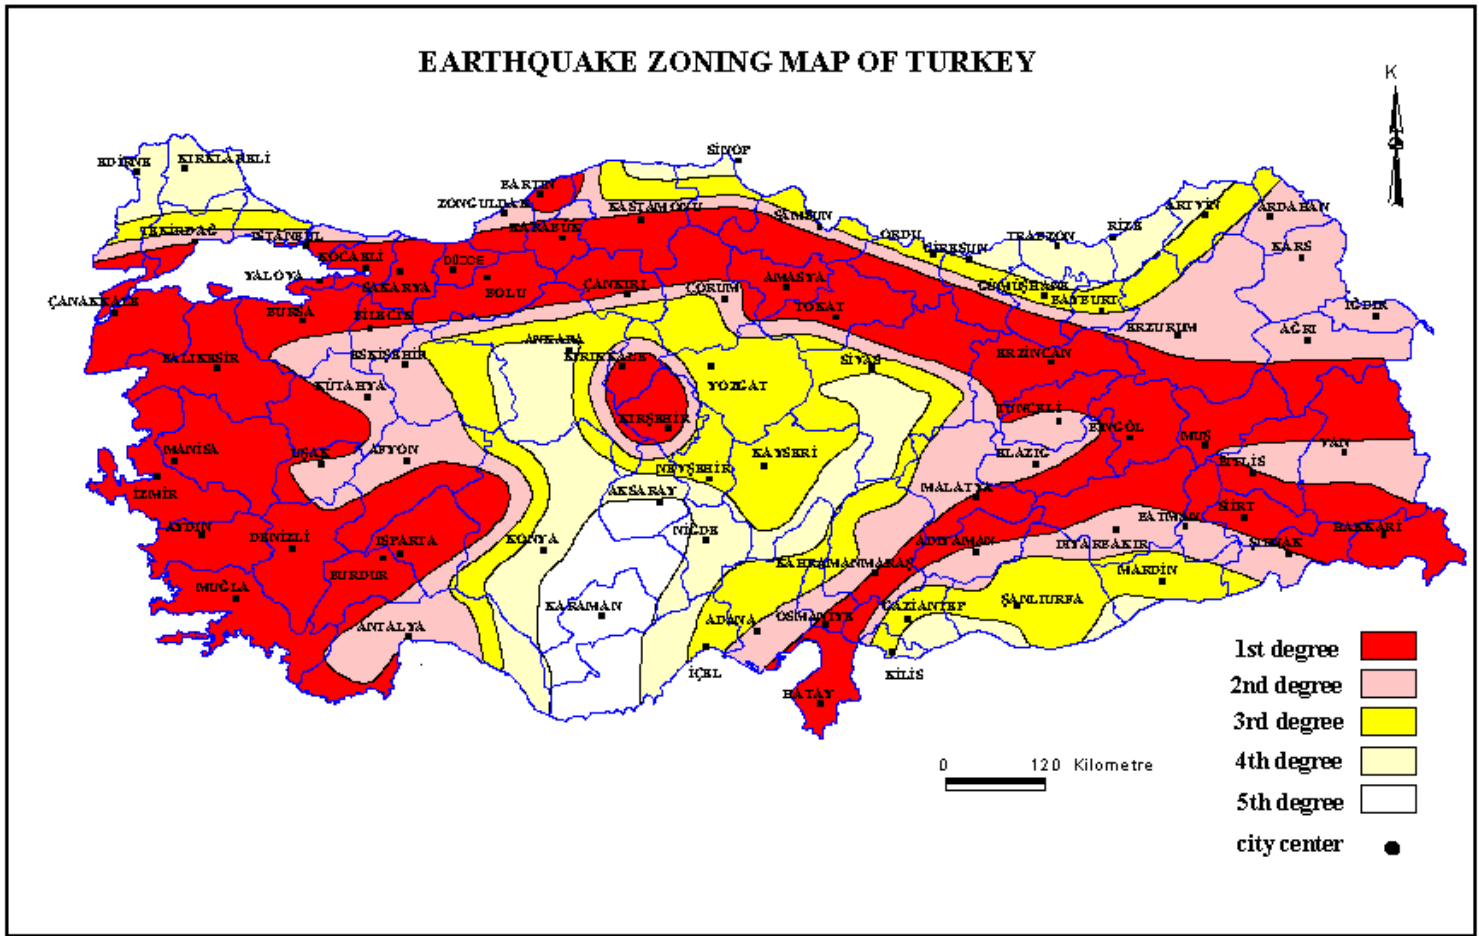 EARTHQUAKE ZONING MAP OF TURKEY
K
SİNOP
EDİRNE
KIRKLARELİ
BARTIN
ZONGULDAK
KASTAMONU
ARTVİN
ARDAHAN
TEKİRDAĞ
İSTANBUL
KARABÜK
SAMSUN
ORDU
GİRESUN
TRABZON
RİZE
KARS
KOCAELİ
DÜZCE
YALOVA
SAKARYA
BOLU
ÇANKIRI
ÇORUM
AMASYA
GÜMÜŞHANE
BAYBURT
ÇANAKKALE
BURSA
BİLECİK
TOKAT
ERZURUM
AĞRI
IĞDIR
BALIKESİR
ESKİŞEHİR
ANKARA
KIRIKKALE
YOZGAT
SİVAS
ERZİNCAN
KÜTAHYA
KIRŞEHİR
TUNCELİ
BİNGÖL
MUŞ
VAN
MANİSA
UŞAK
AFYON
KAYSERİ
NEVŞEHİR
ELAZIG
BİTLİS
İZMİR
AKSARAY
MALATYA
SİİRT
AYDIN
DENİZLİ
ISPARTA
KONYA
NİĞDE
ADIYAMAN
DİYARBAKIR
BATMAN
ŞIRNAK
HAKKARİ
MUĞLA
BURDUR
KAHRAMANMARAŞ
MARDİN
KARAMAN
ADANA
OSMANİYE
GAZİANTEP
ŞANLIURFA
ANTALYA
İÇEL
KİLİS
HATAY
1st degree
2nd degree
3rd degree
4th degree
5th degree
city center
0 120 Kilometre